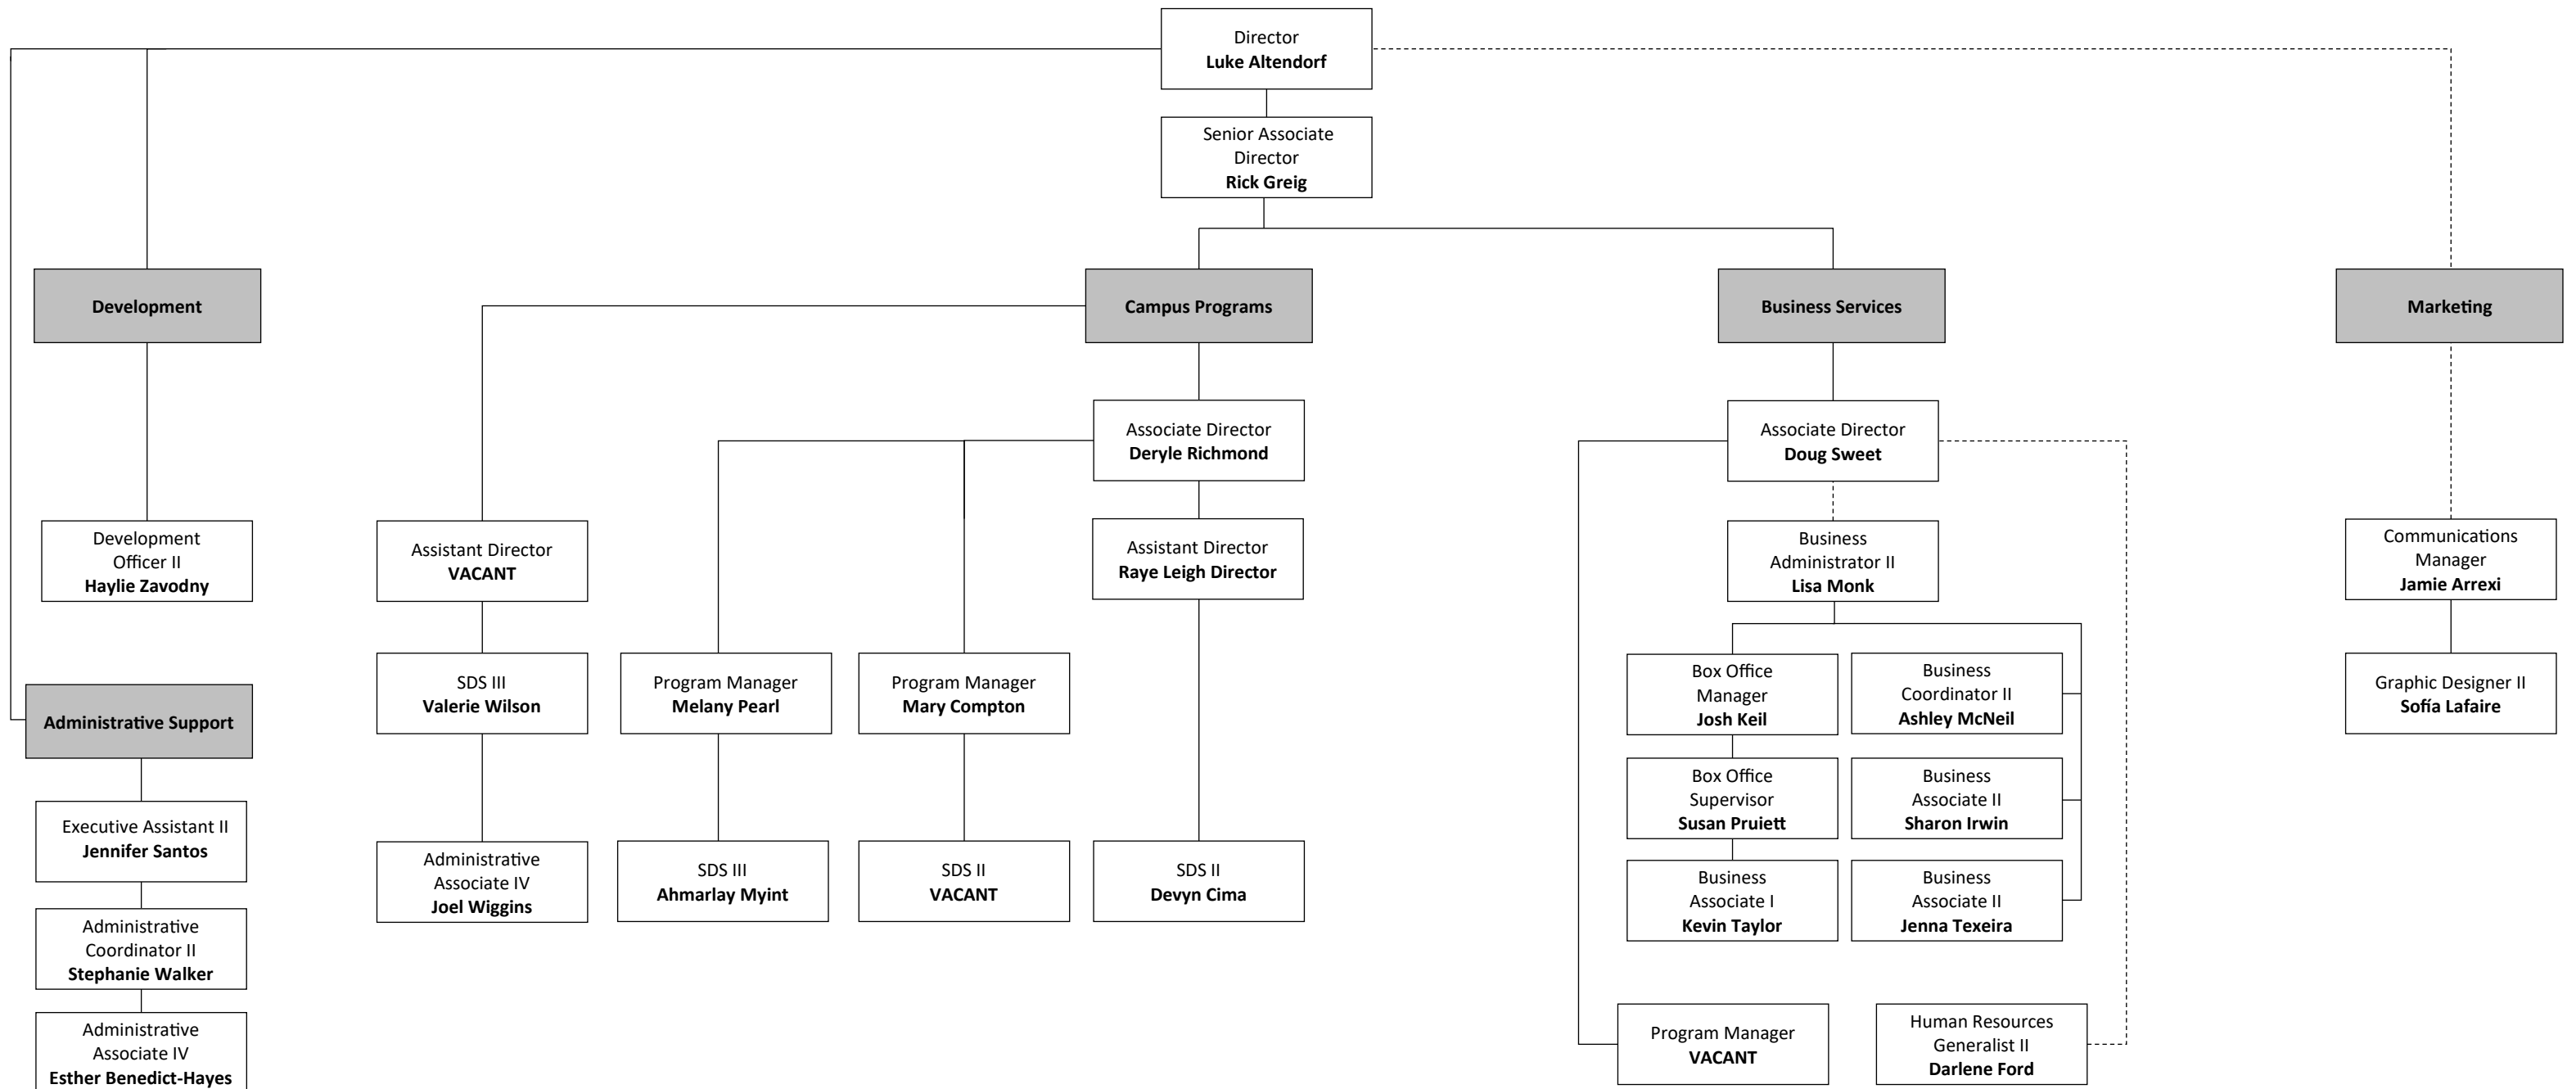 Director
Luke Altendorf
Senior Associate
Director
Rick Greig
Development
Campus Programs
Business Services
Marketing
Associate Director
Deryle Richmond
Associate Director
Doug Sweet
Development
Officer II
Haylie Zavodny
Assistant Director
VACANT
Assistant Director
Raye Leigh Director
Business
Administrator II
Lisa Monk
Communications
Manager
Jamie Arrexi
Administrative Support
SDS III
Valerie Wilson
Program Manager
Melany Pearl
Program Manager
Mary Compton
Box Office
Manager
Josh Keil
Business
Coordinator II
Ashley McNeil
Graphic Designer II
Sofía Lafaire
Box Office
Supervisor
Susan Pruiett
Business
Associate II
Sharon Irwin
Executive Assistant II
Jennifer Santos
Administrative
Associate IV
Joel Wiggins
SDS III
Ahmarlay Myint
SDS II
VACANT
SDS II
Devyn Cima
Business
Associate I
Kevin Taylor
Business
Associate II
Jenna Texeira
Administrative
Coordinator II
Stephanie Walker
Administrative
Associate IV
Esther Benedict-Hayes
Program Manager
VACANT
Human Resources
Generalist II
Darlene Ford